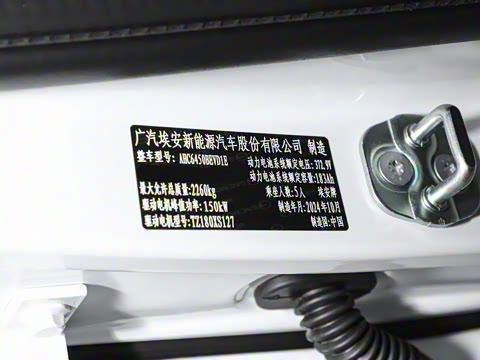 广汽埃安新能源汽车股份有限公司 制造
整车型号: AHC6450BEVD1E 动力电池系统额定电压: 371.9V
动力电池系统额定容量: 183Ah
最大允许总质量: 2260kg 乘坐人数: 5人 埃安牌
驱动电机峰值功率: 150kW 制造年月: 2024年10月
驱动电机型号: TZ180XS127 制造国: 中国